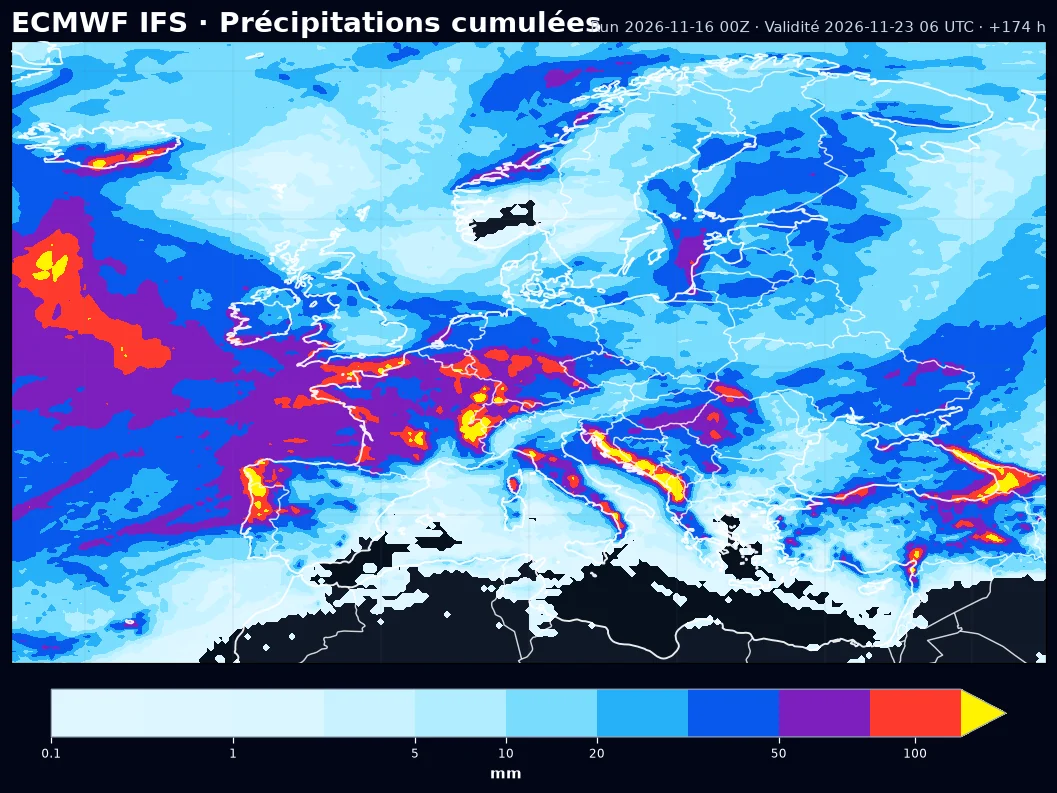 ECMWF IFS · Précipitations cumulées
Run 2026-11-16 00Z · Validité 2026-11-23 06 UTC · +174 h
0.1 1 5 10 20 50 100
mm